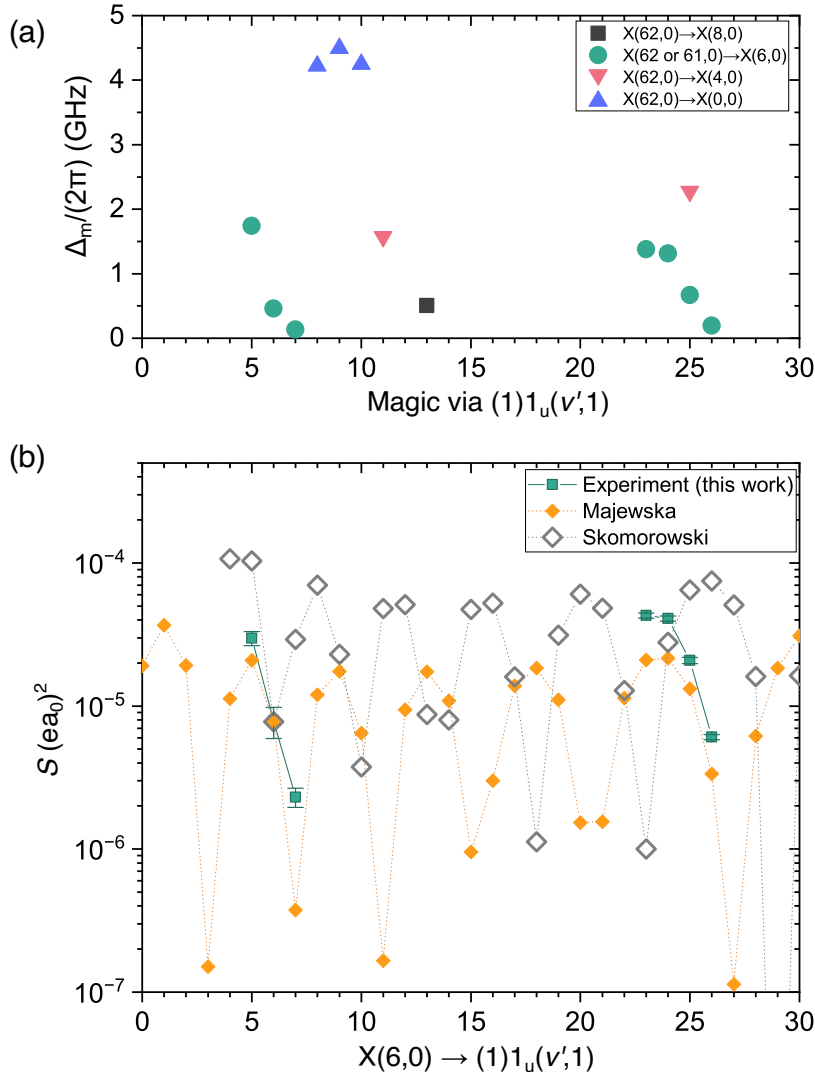 (a)
5
4
3
2
1
0
Δm/(2π) (GHz)
X(62,0)→X(8,0)
X(62 or 61,0)→X(6,0)
X(62,0)→X(4,0)
X(62,0)→X(0,0)
0 5 10 15 20 25 30
Magic via (1)1u(v′,1)
(b)
10-4
10-5
10-6
10-7
S (ea0)2
Experiment (this work)
Majewska
Skomorowski
0 5 10 15 20 25 30
X(6,0) → (1)1u(v′,1)